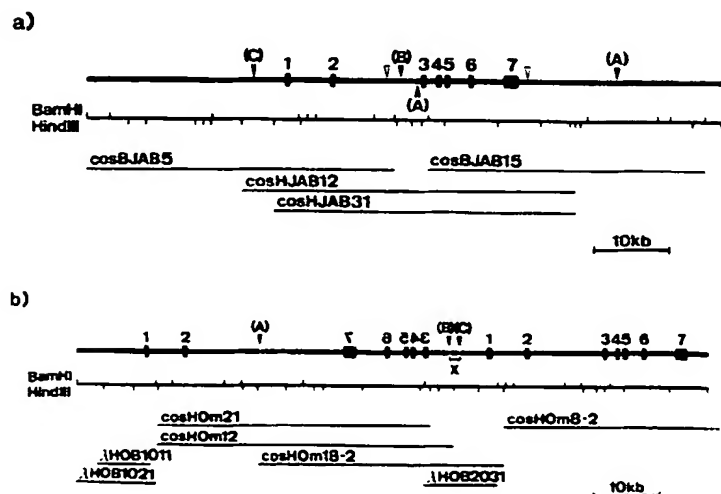 a)
(C) 1 2 (B) 3 4 5 6 7 (A)
(A)
BamHI
HindIII
cosBJAB5 cosBJAB15
cosHJAB12
cosHJAB31
10kb
b)
1 2 (A) 7 6 5 4 3 (B)(C) 1 2 3 4 5 6 7
X
BamHI
HindIII
cosHOm21 cosHOm8-2
cosHOm12
λHOB1011 cosHOm18-2
λHOB1021 λHOB2031
10kb